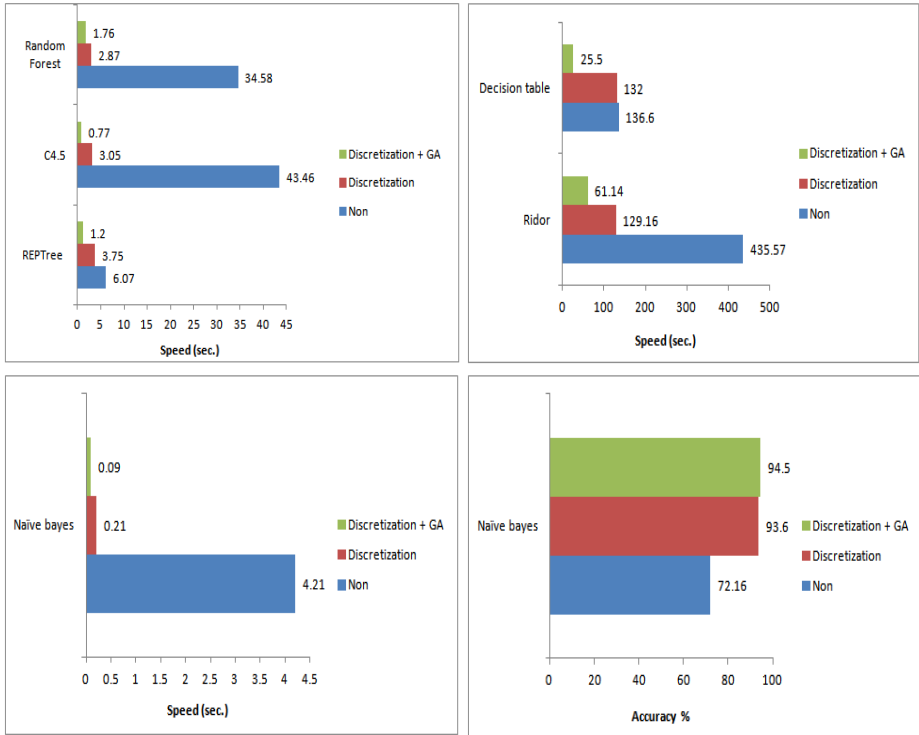 1.76
Random
Forest
2.87
34.58
0.77
C4.5
3.05
43.46
1.2
REPTree
3.75
6.07
Discretization + GA
Discretization
Non
0 5 10 15 20 25 30 35 40 45
Speed (sec.)
25.5
Decision table
132
136.6
61.14
Ridor
129.16
435.57
Discretization + GA
Discretization
Non
0 100 200 300 400 500
Speed (sec.)
0.09
Naïve bayes
0.21
4.21
Discretization + GA
Discretization
Non
0 0.5 1 1.5 2 2.5 3 3.5 4 4.5
Speed (sec.)
94.5
Naïve bayes
93.6
72.16
Discretization + GA
Discretization
Non
0 20 40 60 80 100
Accuracy %